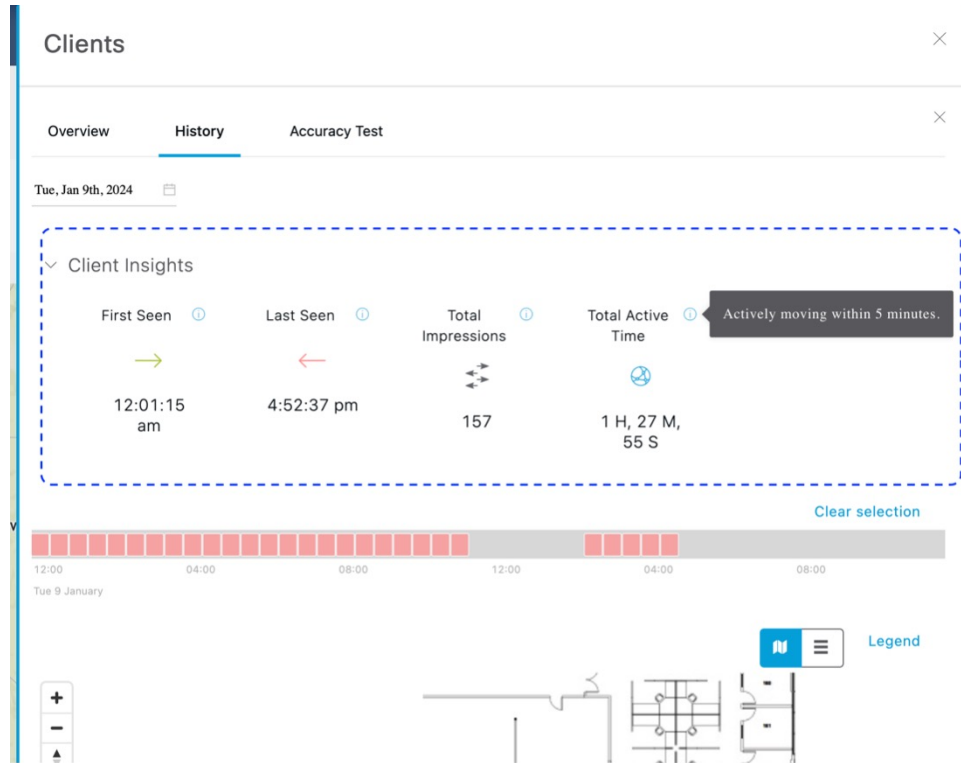 Clients
Overview History Accuracy Test
Tue, Jan 9th, 2024
Client Insights
First Seen Last Seen Total Impressions Total Active Time Actively moving within 5 minutes.
12:01:15 am 4:52:37 pm 157 1 H, 27 M, 55 S
Clear selection
12:00 04:00 08:00 12:00 04:00 08:00
Tue 9 January
Legend